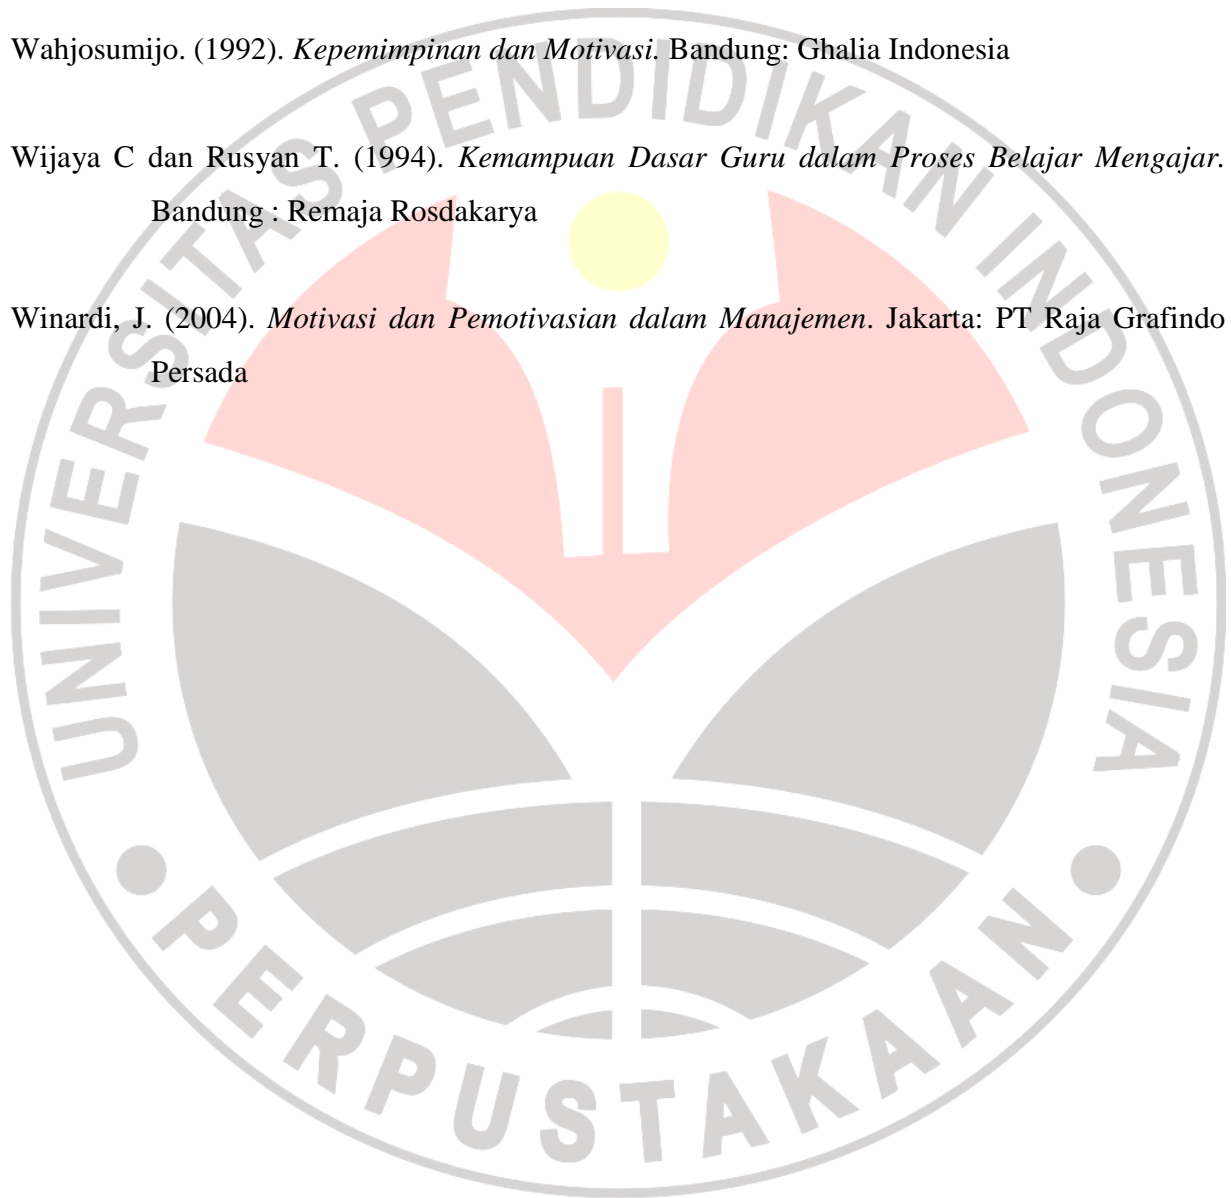 Wahjosumijo. (1992). Kepemimpinan dan Motivasi. Bandung: Ghalia Indonesia
Wijaya C dan Rusyan T. (1994). Kemampuan Dasar Guru dalam Proses Belajar Mengajar.
Bandung : Remaja Rosdakarya
Winardi, J. (2004). Motivasi dan Pemotivasian dalam Manajemen. Jakarta: PT Raja Grafindo
Persada
UNIVERSITAS PENDIDIKAN INDONESIA
PERPUSTAKAAN